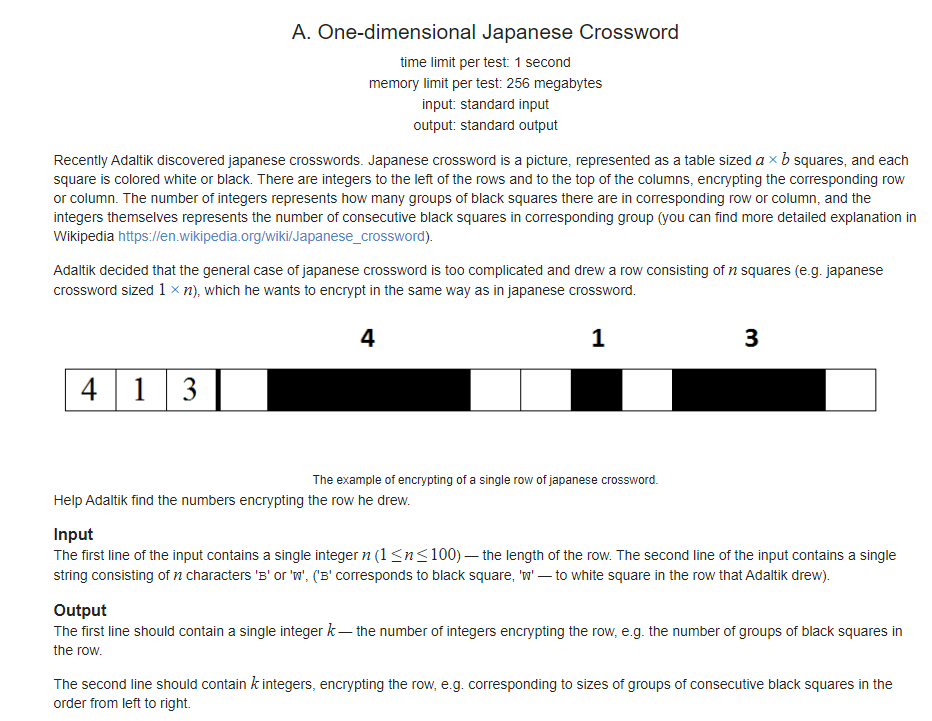 A. One-dimensional Japanese Crossword
time limit per test: 1 second
memory limit per test: 256 megabytes
input: standard input
output: standard output
Recently Adaltik discovered japanese crosswords. Japanese crossword is a picture, represented as a table sized a × b squares, and each
square is colored white or black. There are integers to the left of the rows and to the top of the columns, encrypting the corresponding row
or column. The number of integers represents how many groups of black squares there are in corresponding row or column, and the
integers themselves represents the number of consecutive black squares in corresponding group (you can find more detailed explanation in
Wikipedia https://en.wikipedia.org/wiki/Japanese_crossword).
Adaltik decided that the general case of japanese crossword is too complicated and drew a row consisting of n squares (e.g. japanese
crossword sized 1 × n), which he wants to encrypt in the same way as in japanese crossword.
4 1 3
4 1 3
The example of encrypting of a single row of japanese crossword.
Help Adaltik find the numbers encrypting the row he drew.
Input
The first line of the input contains a single integer n (1 ≤ n ≤ 100) — the length of the row. The second line of the input contains a single
string consisting of n characters 'B' or 'W', ('B' corresponds to black square, 'W' — to white square in the row that Adaltik drew).
Output
The first line should contain a single integer k — the number of integers encrypting the row, e.g. the number of groups of black squares in
the row.
The second line should contain k integers, encrypting the row, e.g. corresponding to sizes of groups of consecutive black squares in the
order from left to right.